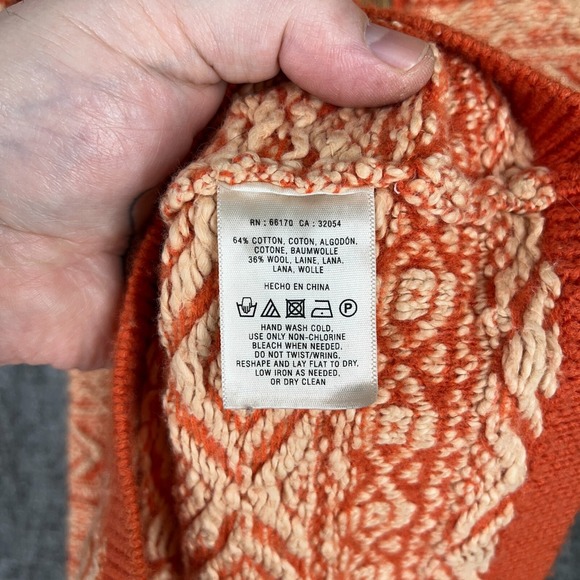 RN : 66170 CA : 32054
64% COTTON, COTON, ALGODÓN.
COTONE, BAUMWOLLE
36% WOOL, LAINE, LANA.
LANA, WOLLE
HECHO EN CHINA
P
HAND WASH COLD,
USE ONLY NON-CHLORINE
BLEACH WHEN NEEDED.
DO NOT TWIST/WRING.
RESHAPE AND LAY FLAT TO DRY.
LOW IRON AS NEEDED,
OR DRY CLEAN